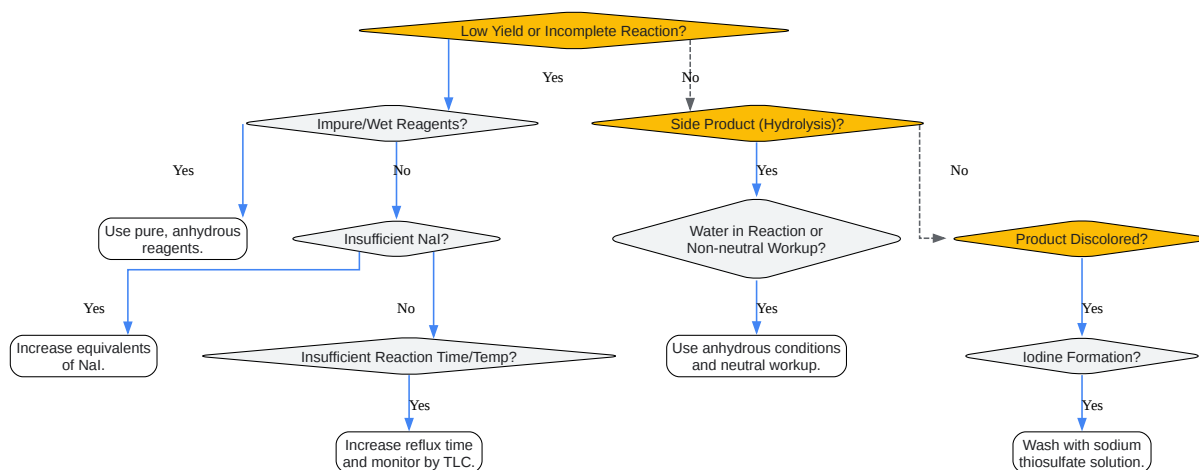 Low Yield or Incomplete Reaction?
Yes
No
Impure/Wet Reagents?
Side Product (Hydrolysis)?
Yes
No
Yes
No
Use pure, anhydrous
reagents.
Insufficient NaI?
Water in Reaction or
Non-neutral Workup?
Product Discolored?
Yes
No
Yes
Yes
Increase equivalents
of NaI.
Insufficient Reaction Time/Temp?
Use anhydrous conditions
and neutral workup.
Iodine Formation?
Yes
Yes
Increase reflux time
and monitor by TLC.
Wash with sodium
thiosulfate solution.